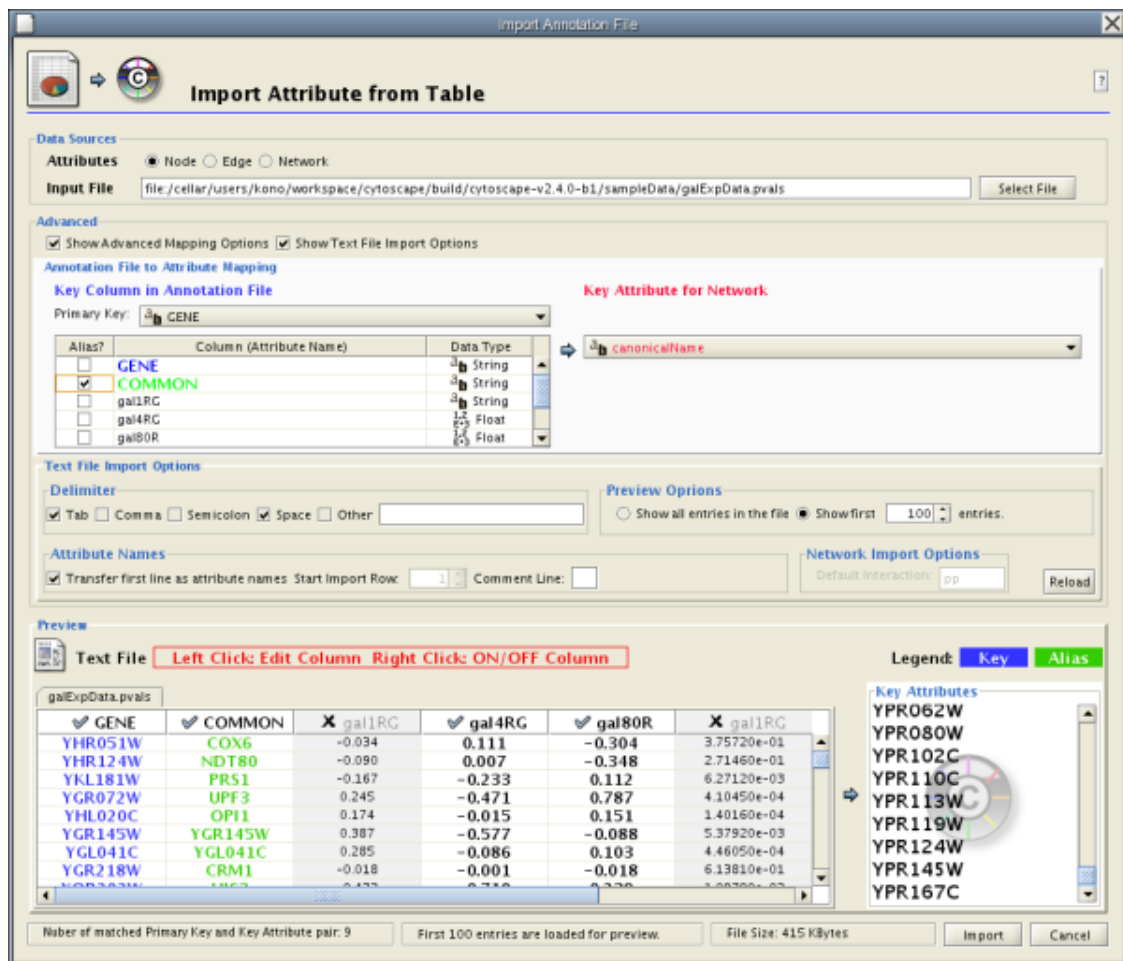 Import Annotation File
Import Attribute from Table
?
Data Sources
Attributes Node Edge Network
Input File file:/cellar/users/kono/workspace/cytoscape/build/cytoscape-v2.4.0-b1/sampleData/galExpData.pvals Select File
Advanced
Show Advanced Mapping Options Show Text File Import Options
Annotation File to Attribute Mapping
Key Column in Annotation File Key Attribute for Network
Primary Key: ab GENE
ab canonicalName
Alias? Column (Attribute Name) Data Type
GENE ab String
COMMON ab String
gal1RG ab String
gal4RG Float
gal80R Float
Text File Import Options
Delimiter Preview Options
Tab Comma Semicolon Space Other Show all entries in the file Show first 100 entries.
Attribute Names Network Import Options
Transfer first line as attribute names Start Import Row: 1 Comment Line: Default Interaction: pp Reload
Preview
Text File Left Click: Edit Column Right Click: ON/OFF Column Legend: Key Alias
galExpData.pvals Key Attributes
GENE COMMON gal1RG gal4RG gal80R gal1RG
YHR051W COX6 -0.034 0.111 -0.304 3.75720e-01
YHR124W NDT80 -0.090 0.007 -0.348 2.71460e-01
YKL181W PRS1 -0.167 -0.233 0.112 6.27120e-03
YGR072W UPF3 0.245 -0.471 0.787 4.10450e-04
YHL020C OPI1 0.174 -0.015 0.151 1.40160e-04
YGR145W YGR145W 0.387 -0.577 -0.088 5.37920e-03
YGL041C YGL041C 0.285 -0.086 0.103 4.46050e-04
YGR218W CRM1 -0.018 -0.001 -0.018 6.13810e-01
YPR062W
YPR080W
YPR102C
YPR110C
YPR113W
YPR119W
YPR124W
YPR145W
YPR167C
Nuber of matched Primary Key and Key Attribute pair: 9 First 100 entries are loaded for preview. File Size: 415 KBytes Import Cancel